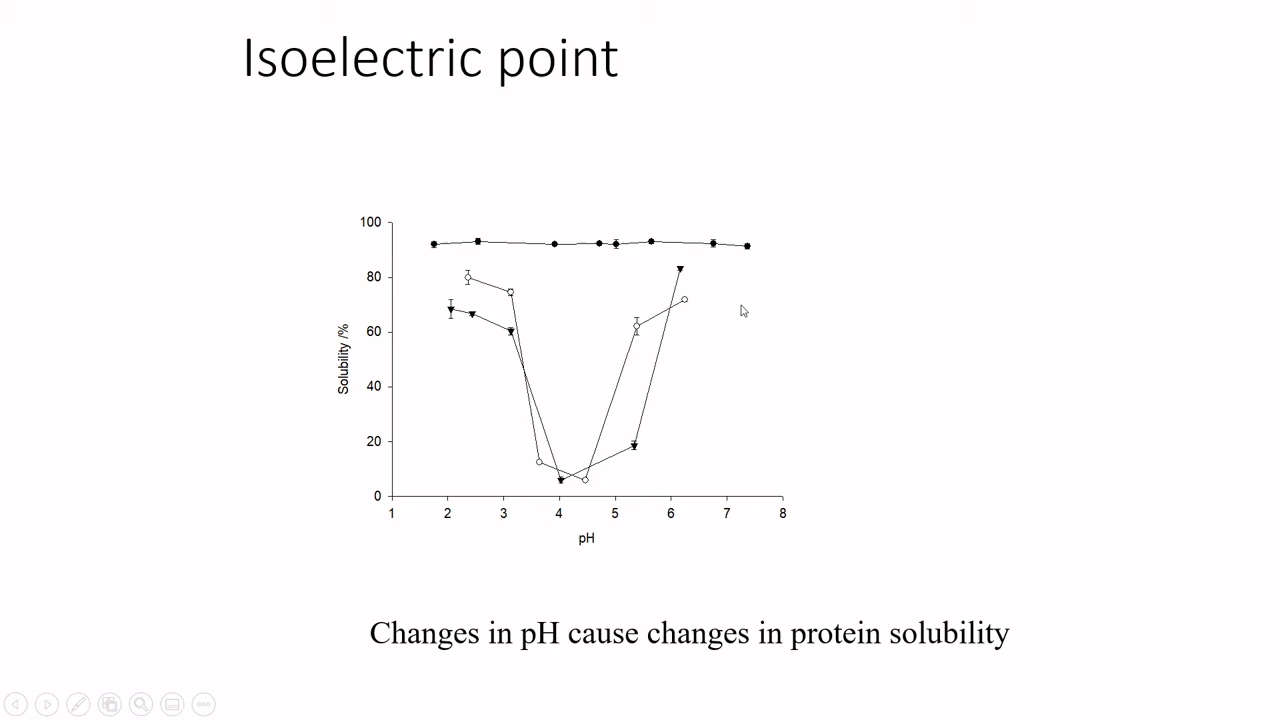 Isoelectric point
100
80
60
40
20
0
Solubility /%
1 2 3 4 5 6 7 8
pH
Changes in pH cause changes in protein solubility